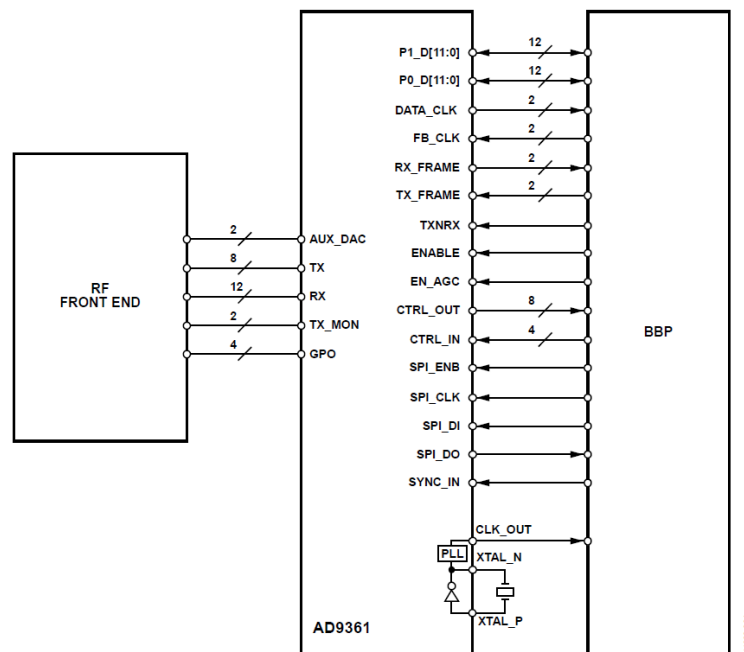 P1_D[11:0]
12
P0_D[11:0]
12
DATA_CLK
2
FB_CLK
2
RX_FRAME
2
TX_FRAME
2
TXNRX
ENABLE
EN_AGC
CTRL_OUT
8
CTRL_IN
4
SPI_ENB
SPI_CLK
SPI_DI
SPI_DO
SYNC_IN
CLK_OUT
PLL
XTAL_N
XTAL_P
AD9361
RF
FRONT END
2
AUX_DAC
8
TX
12
RX
2
TX_MON
4
GPO
BBP